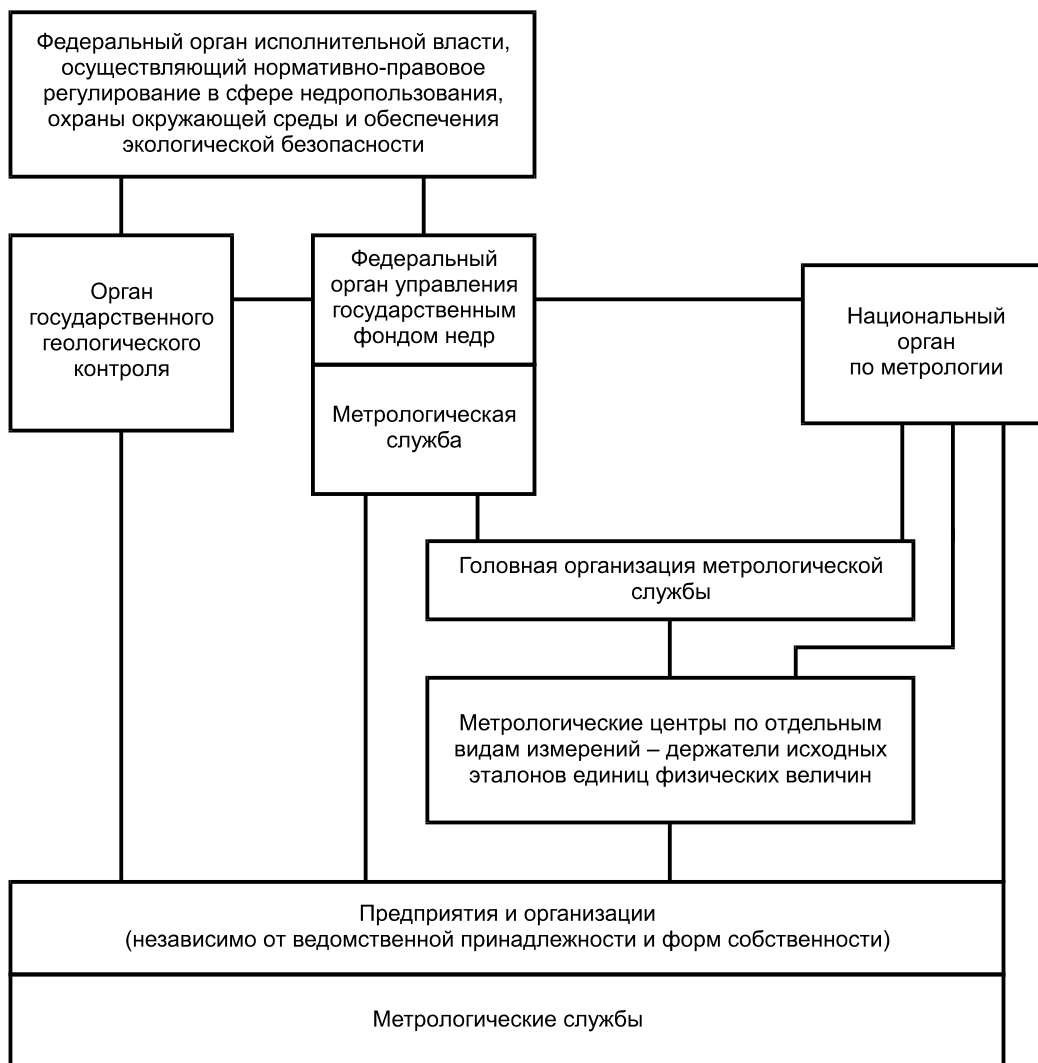 Федеральный орган исполнительной власти,
осуществляющий нормативно-правовое
регулирование в сфере недропользования,
охраны окружающей среды и обеспечения
экологической безопасности
Орган
государственного
геологического
контроля
Федеральный
орган управления
государственным
фондом недр
Метрологическая
служба
Национальный
орган
по метрологии
Головная организация метрологической
службы
Метрологические центры по отдельным
видам измерений – держатели исходных
эталонов единиц физических величин
Предприятия и организации
(независимо от ведомственной принадлежности и форм собственности)
Метрологические службы